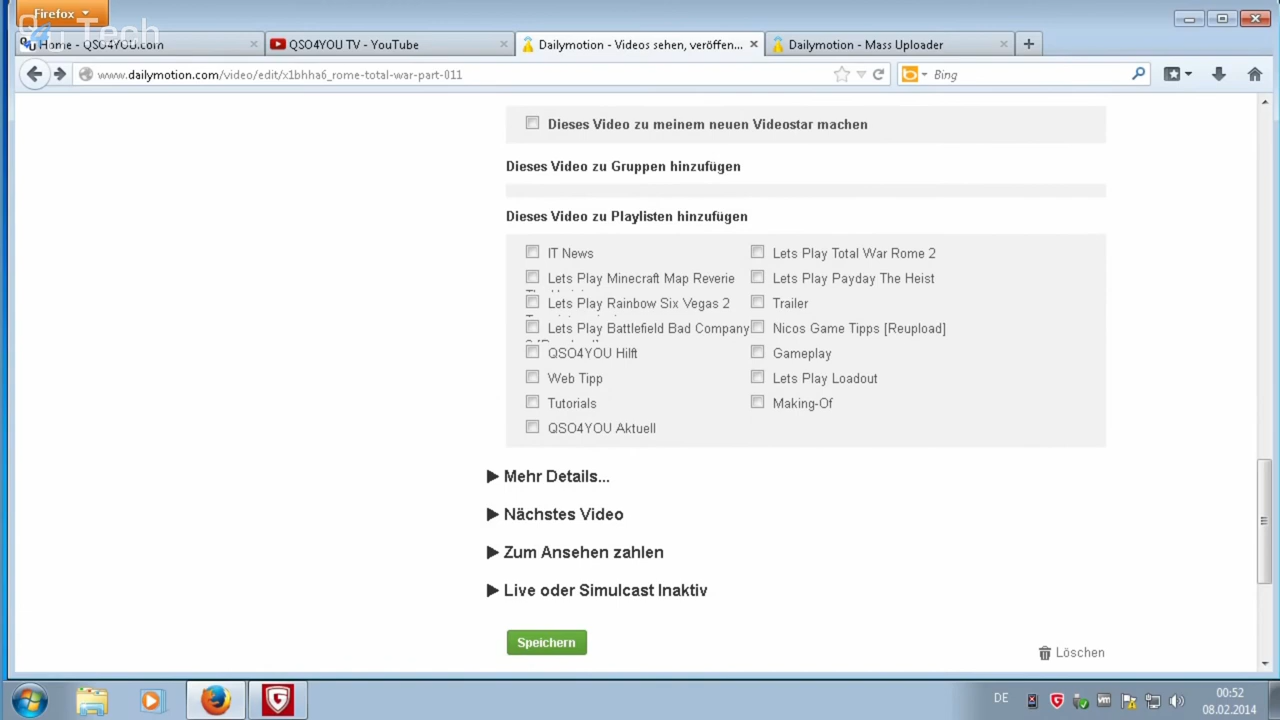 Firefox
Tech
Home - QSO4YOU.com
QSO4YOU TV - YouTube
Dailymotion - Videos sehen, veröffen...
Dailymotion - Mass Uploader
www.dailymotion.com/video/edit/x1bhha6_rome-total-war-part-011
Bing
Dieses Video zu meinem neuen Videostar machen
Dieses Video zu Gruppen hinzufügen
Dieses Video zu Playlisten hinzufügen
IT News
Lets Play Total War Rome 2
Lets Play Minecraft Map Reverie
Lets Play Payday The Heist
Lets Play Rainbow Six Vegas 2
Trailer
Lets Play Battlefield Bad Company
Nicos Game Tipps [Reupload]
QSO4YOU Hilft
Gameplay
Web Tipp
Lets Play Loadout
Tutorials
Making-Of
QSO4YOU Aktuell
Mehr Details...
Nächstes Video
Zum Ansehen zahlen
Live oder Simulcast Inaktiv
Speichern
Löschen
DE
00:52
08.02.2014